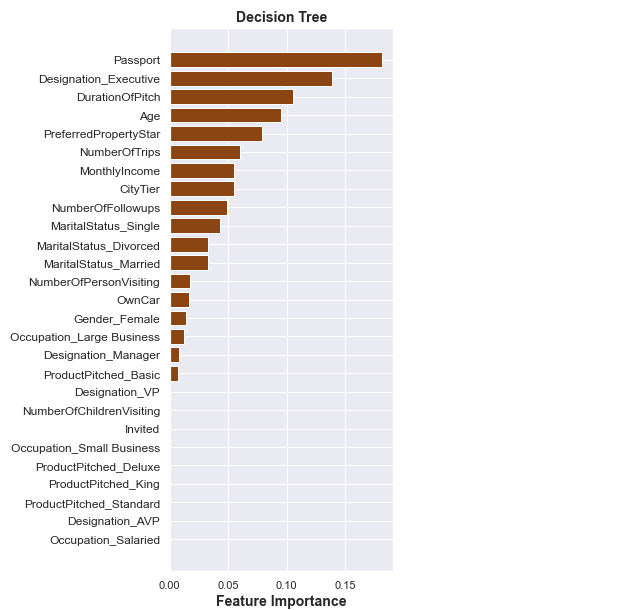 Decision Tree
Passport
Designation_Executive
DurationOfPitch
Age
PreferredPropertyStar
NumberOfTrips
MonthlyIncome
CityTier
NumberOfFollowups
MaritalStatus_Single
MaritalStatus_Divorced
MaritalStatus_Married
NumberOfPersonVisiting
OwnCar
Gender_Female
Occupation_Large Business
Designation_Manager
ProductPitched_Basic
Designation_VP
NumberOfChildrenVisiting
Invited
Occupation_Small Business
ProductPitched_Deluxe
ProductPitched_King
ProductPitched_Standard
Designation_AVP
Occupation_Salaried
0.00 0.05 0.10 0.15
Feature Importance